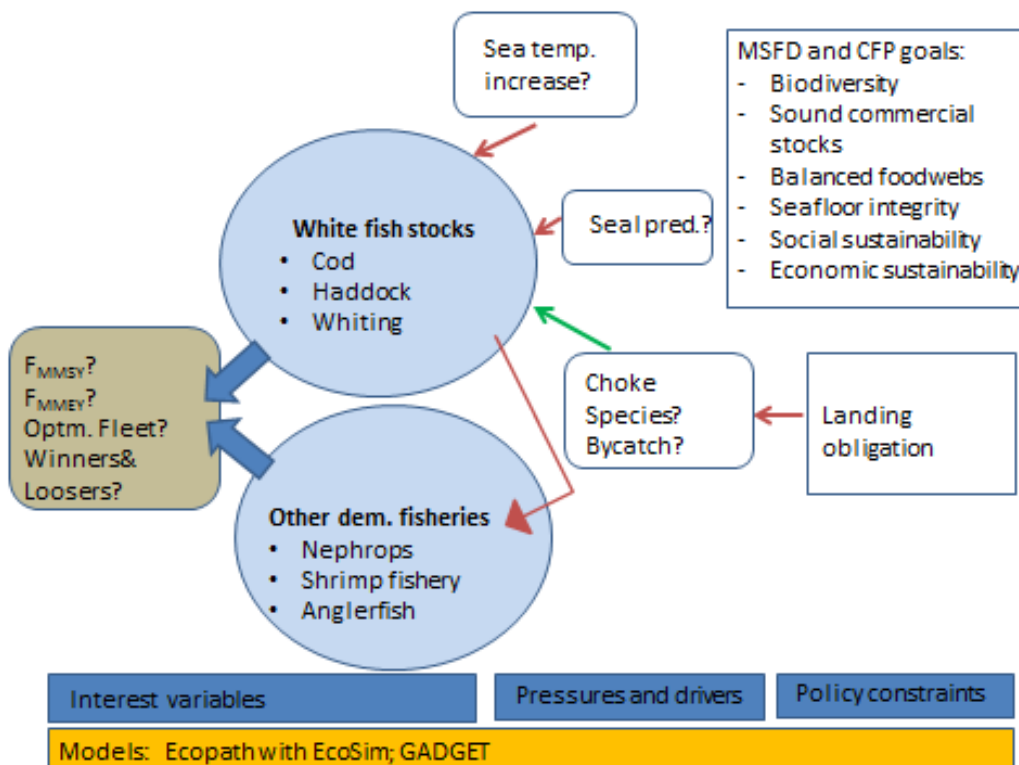 Sea temp.
increase?
MSFD and CFP goals:
- Biodiversity
- Sound commercial
stocks
- Balanced foodwebs
- Seafloor integrity
- Social sustainability
- Economic sustainability
White fish stocks
• Cod
• Haddock
• Whiting
Seal pred.?
FMMSY?
FMMEY?
Optm. Fleet?
Winners&
Loosers?
Choke
Species?
Bycatch?
Landing
obligation
Other dem. fisheries
• Nephrops
• Shrimp fishery
• Anglerfish
Interest variables
Pressures and drivers
Policy constraints
Models: Ecopath with EcoSim; GADGET